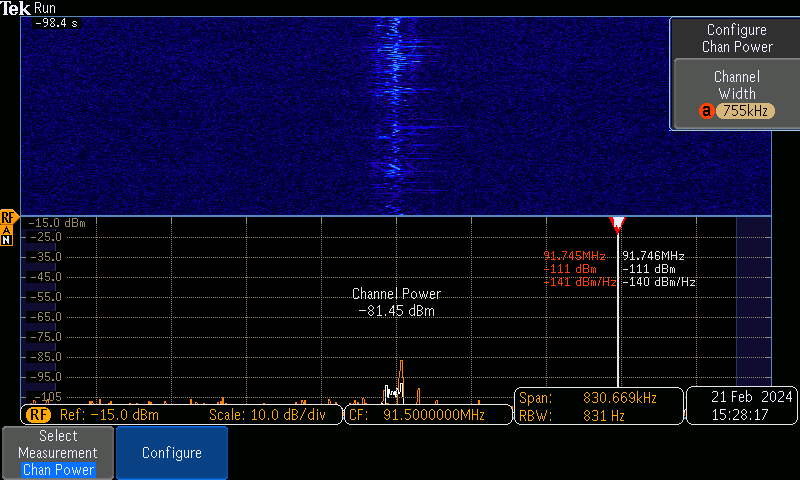 Tek Run
-98.4 s
Configure
Chan Power
Channel
Width
a 755kHz
RF
A
N
-15.0 dBm
-25.0
-35.0
-45.0
-55.0
-65.0
-75.0
-85.0
-95.0
-105
91.745MHz
-111 dBm
-141 dBm/Hz
91.746MHz
-111 dBm
-140 dBm/Hz
Channel Power
-81.45 dBm
RF Ref: -15.0 dBm Scale: 10.0 dB/div
CF: 91.5000000MHz
Span: 830.669kHz
RBW: 831 Hz
21 Feb 2024
15:28:17
Select
Measurement
Chan Power
Configure